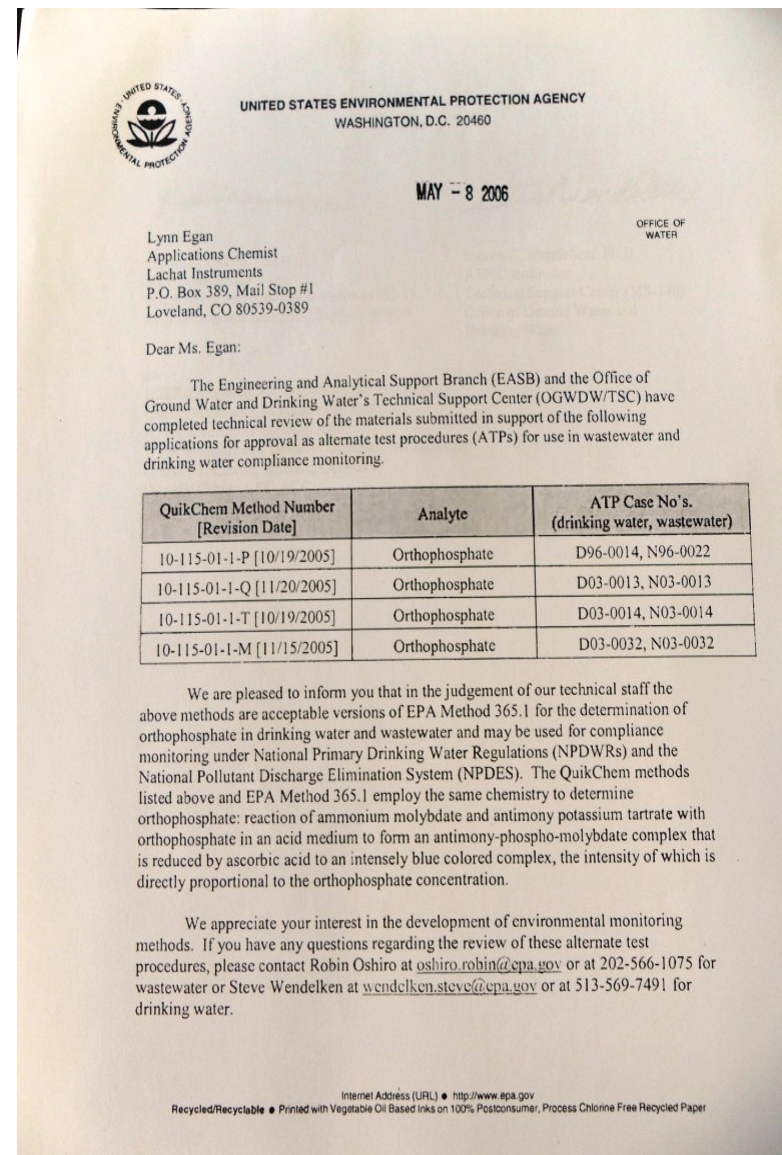 UNITED STATES ENVIRONMENTAL PROTECTION AGENCY
UNITED STATES ENVIRONMENTAL PROTECTION AGENCY
WASHINGTON, D.C. 20460
MAY - 8 2006
OFFICE OF
WATER
Lynn Egan
Applications Chemist
Lachat Instruments
P.O. Box 389, Mail Stop #1
Loveland, CO 80539-0389
Dear Ms. Egan:
The Engineering and Analytical Support Branch (EASB) and the Office of
Ground Water and Drinking Water's Technical Support Center (OGWDW/TSC) have
completed technical review of the materials submitted in support of the following
applications for approval as alternate test procedures (ATPs) for use in wastewater and
drinking water compliance monitoring.
QuikChem Method Number
[Revision Date]
Analyte
ATP Case No's.
(drinking water, wastewater)
10-115-01-1-P [10/19/2005] Orthophosphate D96-0014, N96-0022
10-115-01-1-Q [11/20/2005] Orthophosphate D03-0013, N03-0013
10-115-01-1-T [10/19/2005] Orthophosphate D03-0014, N03-0014
10-115-01-1-M [11/15/2005] Orthophosphate D03-0032, N03-0032
We are pleased to inform you that in the judgement of our technical staff the
above methods are acceptable versions of EPA Method 365.1 for the determination of
orthophosphate in drinking water and wastewater and may be used for compliance
monitoring under National Primary Drinking Water Regulations (NPDWRs) and the
National Pollutant Discharge Elimination System (NPDES). The QuikChem methods
listed above and EPA Method 365.1 employ the same chemistry to determine
orthophosphate: reaction of ammonium molybdate and antimony potassium tartrate with
orthophosphate in an acid medium to form an antimony-phospho-molybdate complex that
is reduced by ascorbic acid to an intensely blue colored complex, the intensity of which is
directly proportional to the orthophosphate concentration.
We appreciate your interest in the development of environmental monitoring
methods. If you have any questions regarding the review of these alternate test
procedures, please contact Robin Oshiro at oshiro.robin@epa.gov or at 202-566-1075 for
wastewater or Steve Wendelken at wendelken.steve@epa.gov or at 513-569-7491 for
drinking water.
Internet Address (URL) ● http://www.epa.gov
Recycled/Recyclable ● Printed with Vegetable Oil Based Inks on 100% Postconsumer, Process Chlorine Free Recycled Paper